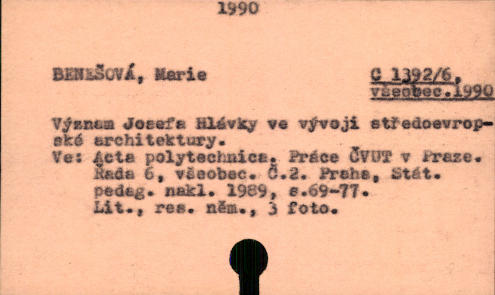 1990
BENEŠOVÁ, Marie C 1392/6,
všeobec.1990
Význam Josefa Hlávky ve vývoji středoevrop-
ské architektury.
Ve: Acta polytechnica. Práce ČVUT v Praze.
Řada 6, všeobec. Č.2. Praha, Stát.
pedag. nakl. 1989, s.69-77.
Lit., res. něm., 3 foto.